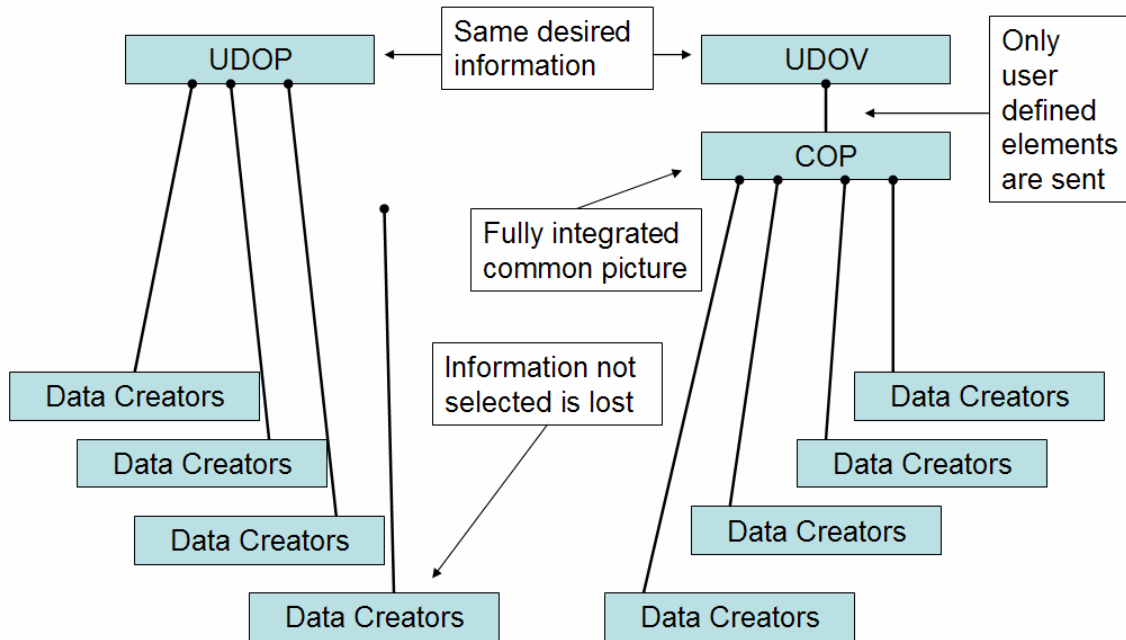 UDOP
Same desired
information
UDOV
Only
user
defined
elements
are sent
COP
Fully integrated
common picture
Information not
selected is lost
Data Creators
Data Creators
Data Creators
Data Creators
Data Creators
Data Creators
Data Creators
Data Creators